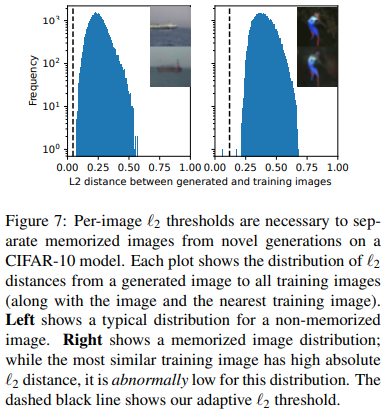 10³
10²
10¹
10⁰
Frequency
0.00 0.25 0.50 0.75 1.00 0.00 0.25 0.50 0.75 1.00
L2 distance between generated and training images
Figure 7: Per-image ℓ₂ thresholds are necessary to sep-
arate memorized images from novel generations on a
CIFAR-10 model. Each plot shows the distribution of ℓ₂
distances from a generated image to all training images
(along with the image and the nearest training image).
Left shows a typical distribution for a non-memorized
image. Right shows a memorized image distribution;
while the most similar training image has high absolute
ℓ₂ distance, it is abnormally low for this distribution. The
dashed black line shows our adaptive ℓ₂ threshold.